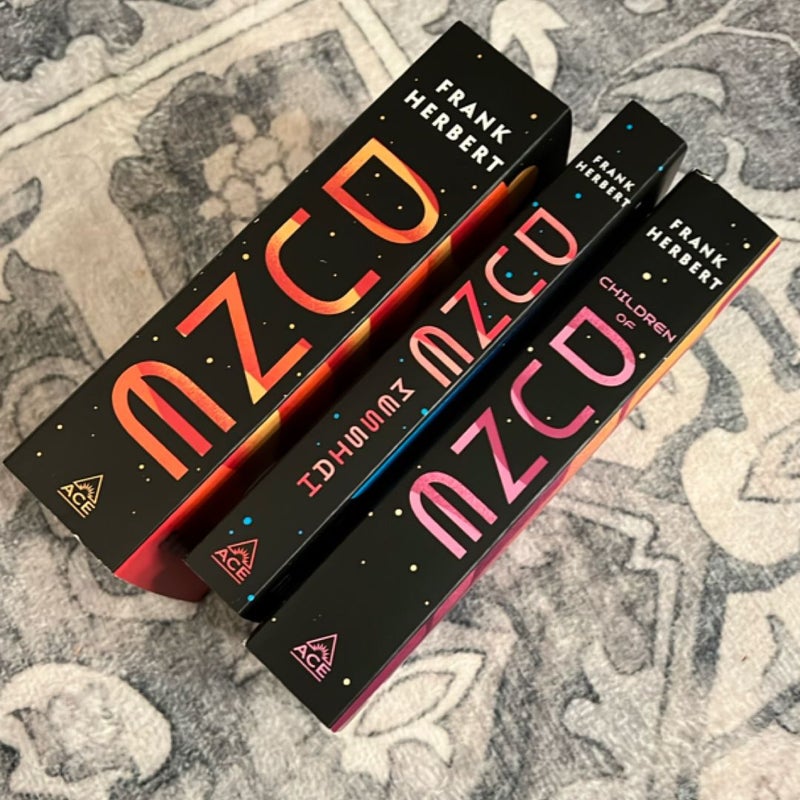 FRANK
HERBERT
DUNE
ACE
FRANK
HERBERT
DUNE
MESSIAH
ACE
FRANK
HERBERT
CHILDREN
OF
DUNE
ACE